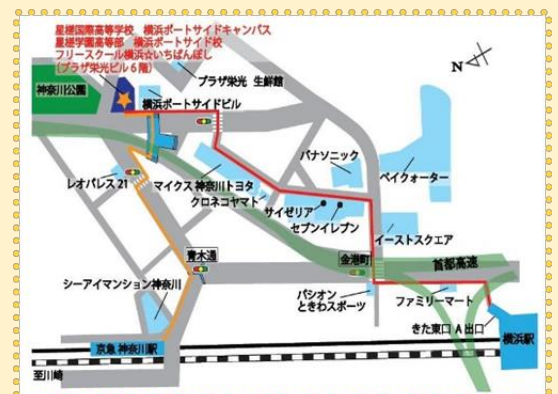 星槎国際高等学校 横浜ポートサイドキャンパス
星槎学園高等部 横浜ポートサイド校
フリースクール横浜☆いちばんぼし
(プラザ栄光ビル6階)
プラザ栄光 生鮮館
N
神奈川公園
横浜ポートサイドビル
パナソニック
ベイクォーター
レオパレス21
マイクス 神奈川トヨタ
クロネコヤマト
サイゼリア
セブンイレブン
イーストスクエア
青木通
金港町
首都高速
シーアイマンション神奈川
パシオン
ときわスポーツ
ファミリーマート
きた東口 A出口
京急 神奈川駅
横浜駅
至川崎